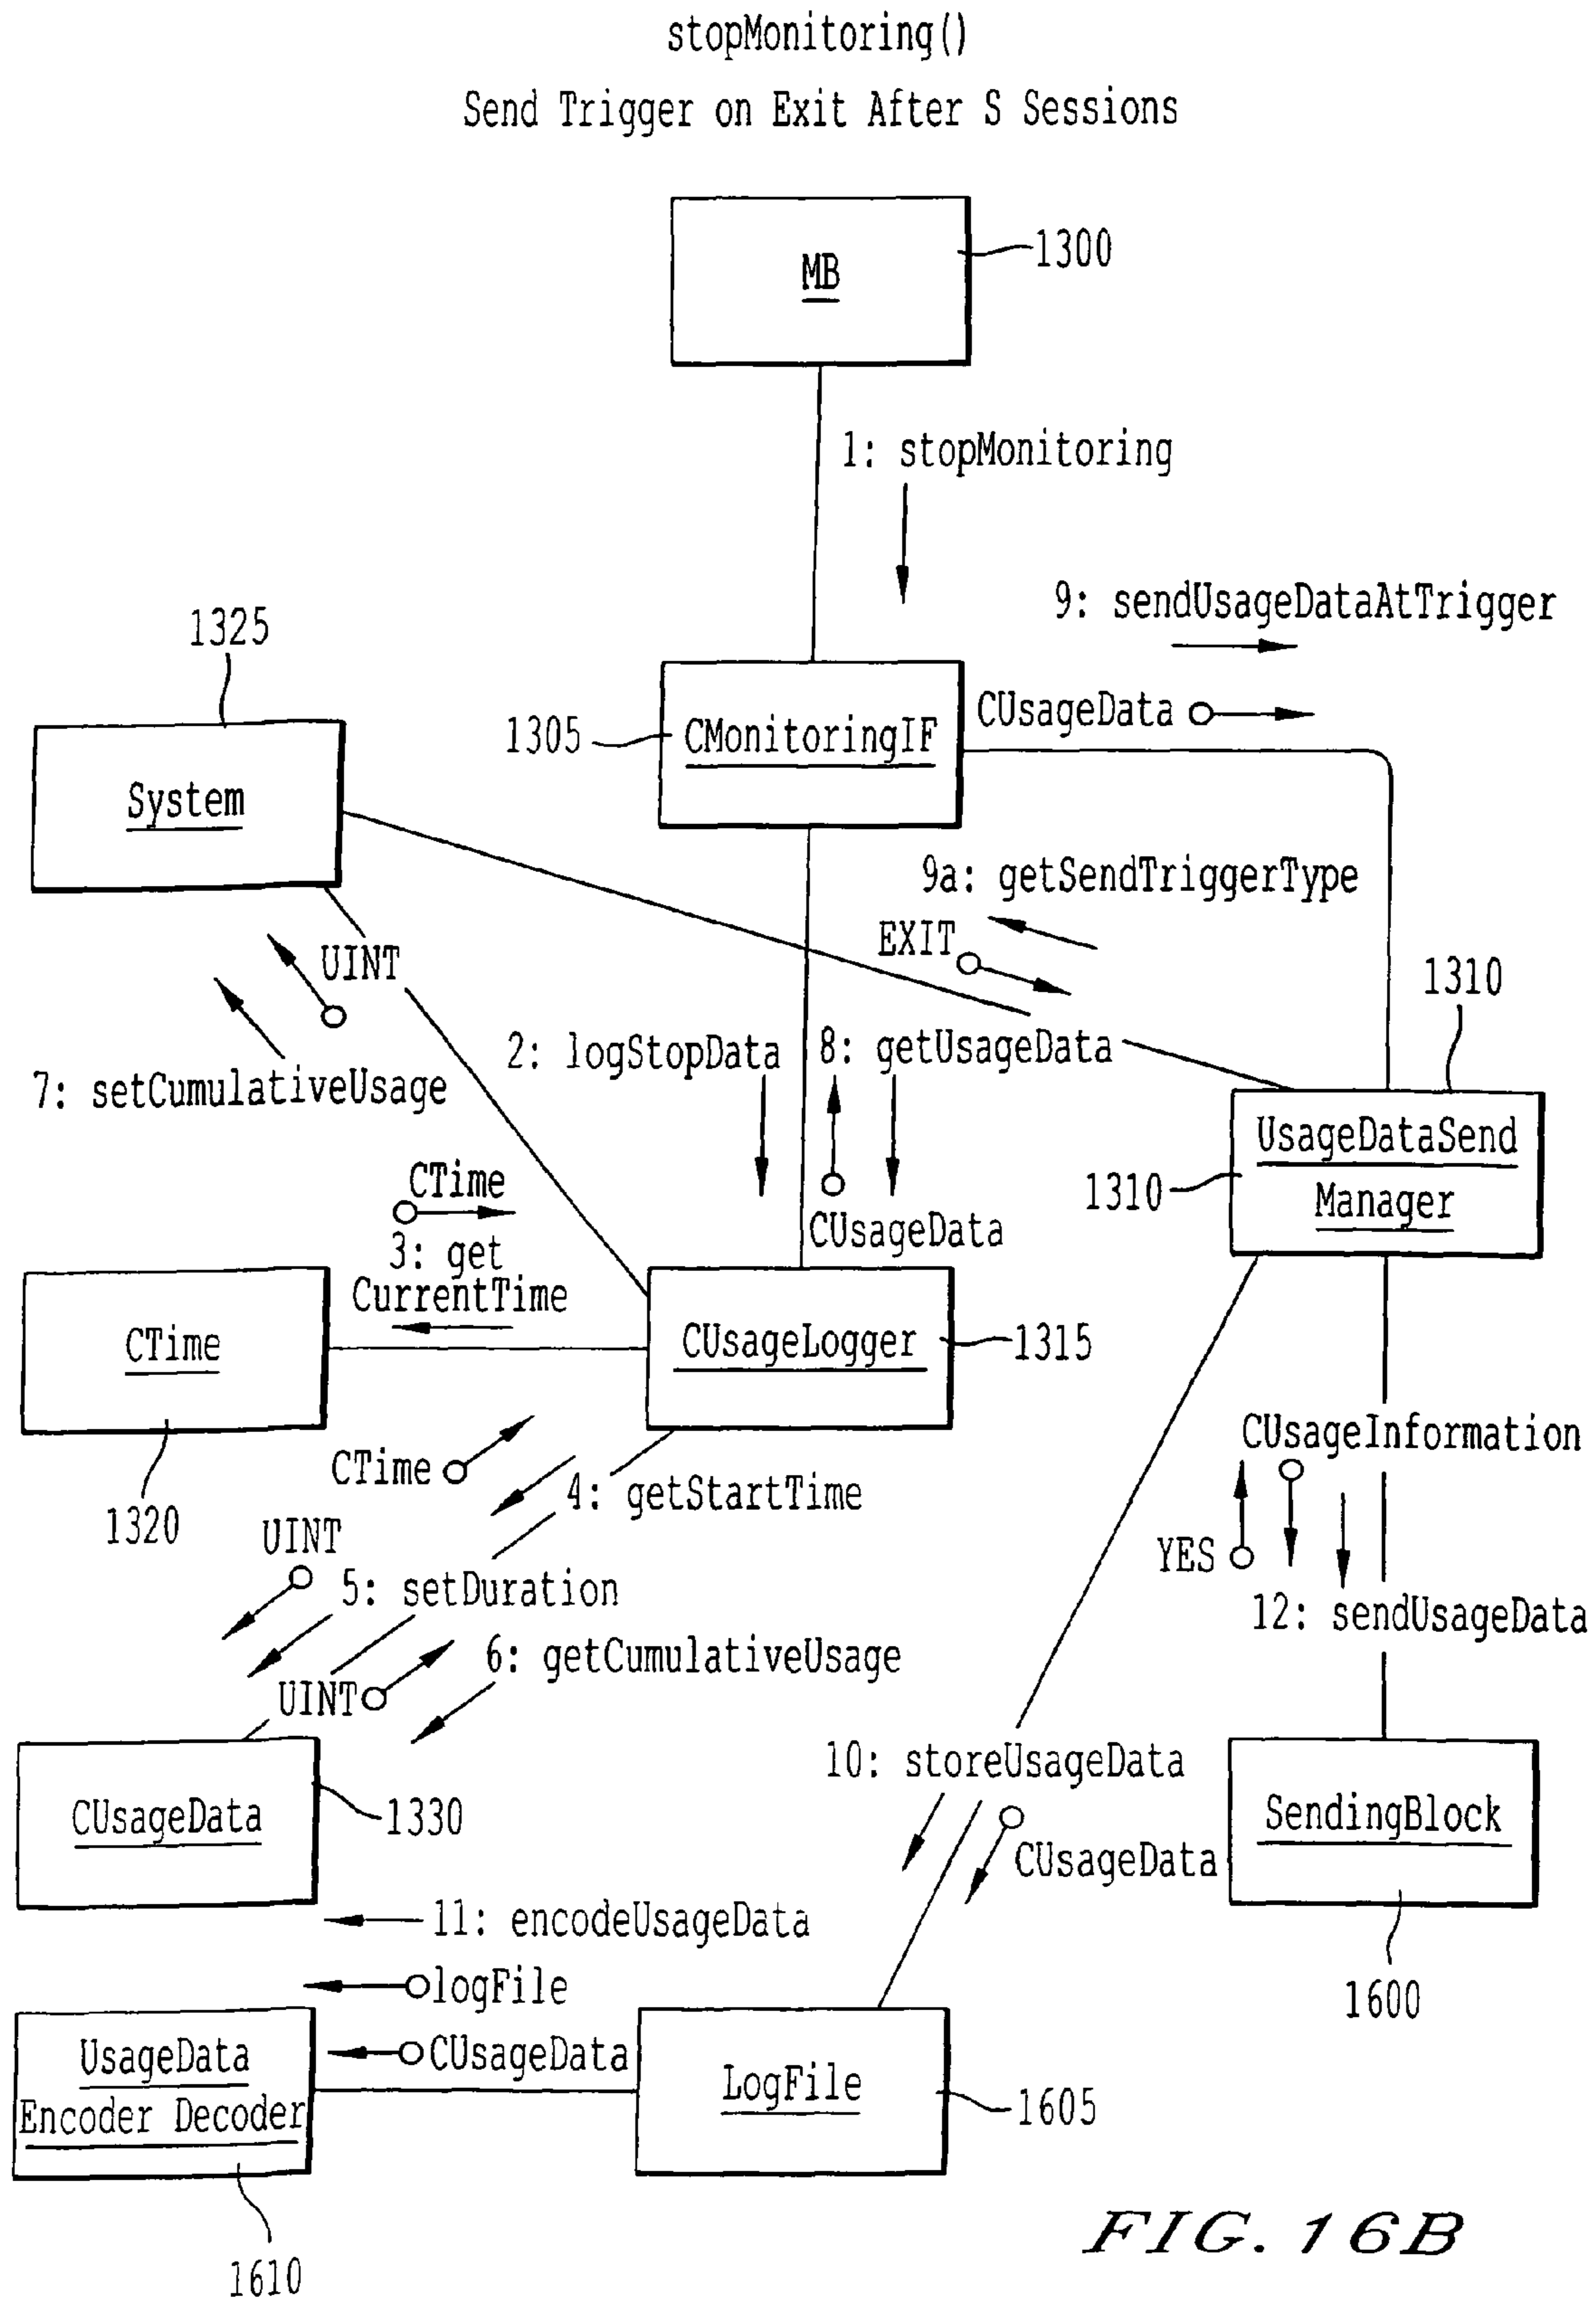 stopMonitoring()
Send Trigger on Exit After S Sessions
MB
1300
1: stopMonitoring
9: sendUsageDataAtTrigger
1325
CUsageData
1305
CMonitoringIF
System
9a: getSendTriggerType
EXIT
UINT
1310
2: logStopData
8: getUsageData
7: setCumulativeUsage
UsageDataSend
Manager
1310
CTime
CUsageData
3: get
CurrentTime
CTime
CUsageLogger
1315
CUsageInformation
CTime
4: getStartTime
1320
UINT
YES
5: setDuration
12: sendUsageData
6: getCumulativeUsage
UINT
10: storeUsageData
CUsageData
1330
SendingBlock
CUsageData
11: encodeUsageData
logFile
1600
UsageData
Encoder Decoder
CUsageData
LogFile
1605
1610
FIG. 16B